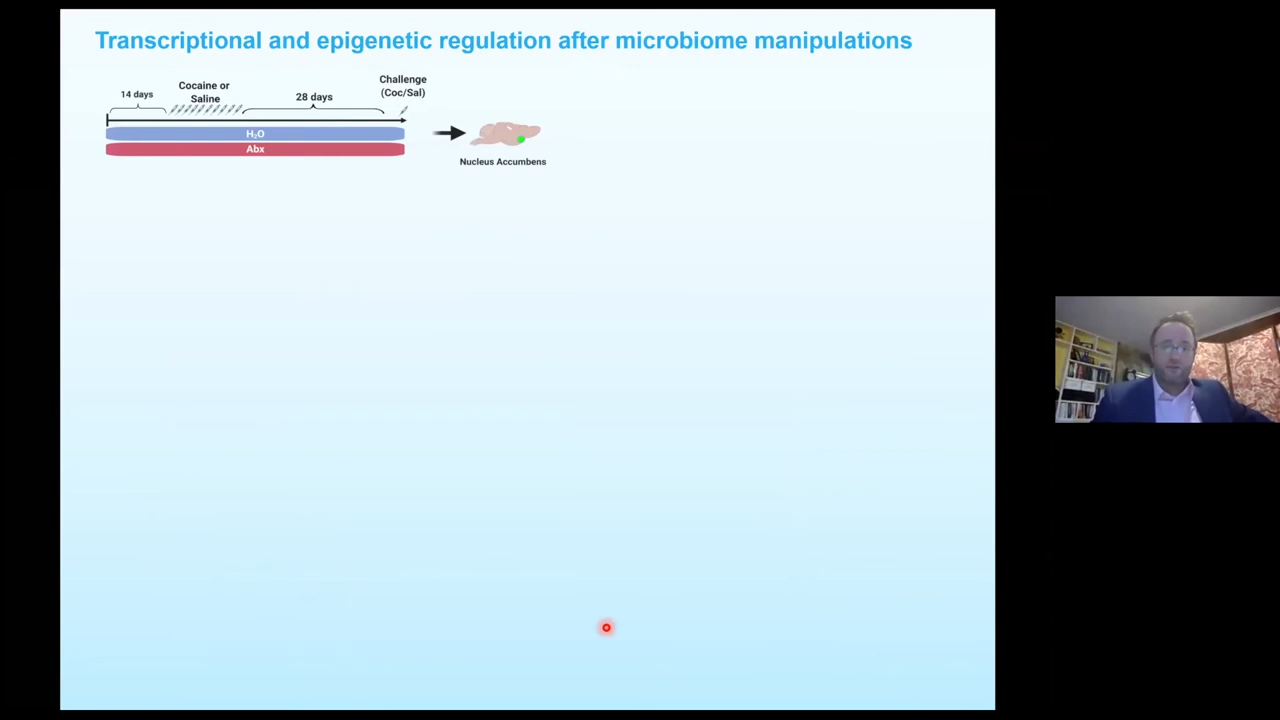 Transcriptional and epigenetic regulation after microbiome manipulations
14 days
Cocaine or
Saline
28 days
Challenge
(Coc/Sal)
H₂O
Abx
Nucleus Accumbens